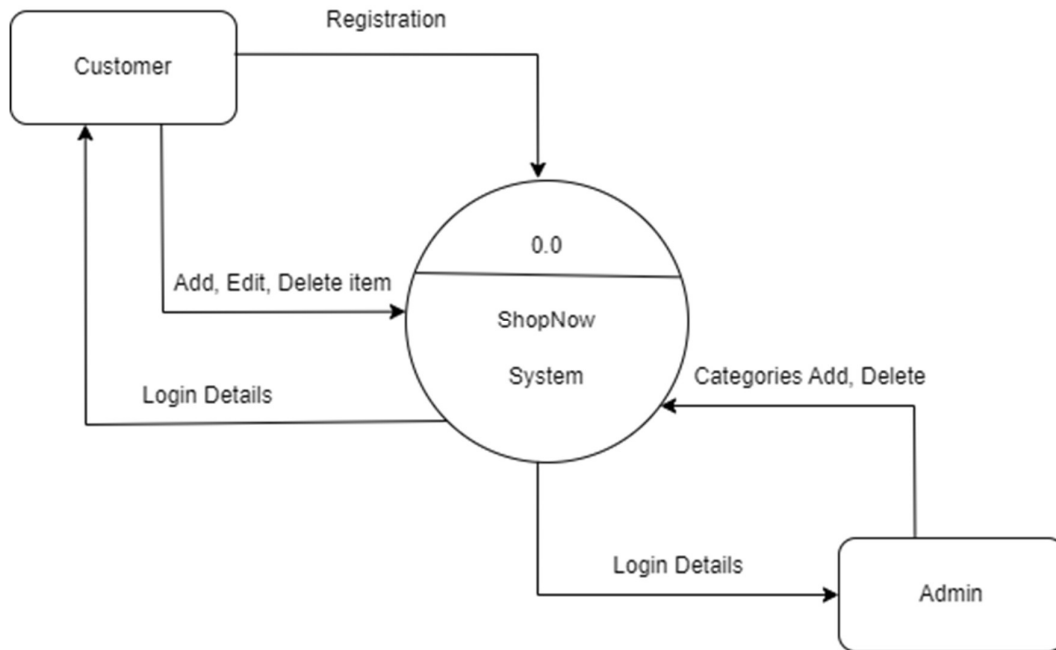 Registration
Customer
0.0
Add, Edit, Delete item
ShopNow
System
Categories Add, Delete
Login Details
Login Details
Admin